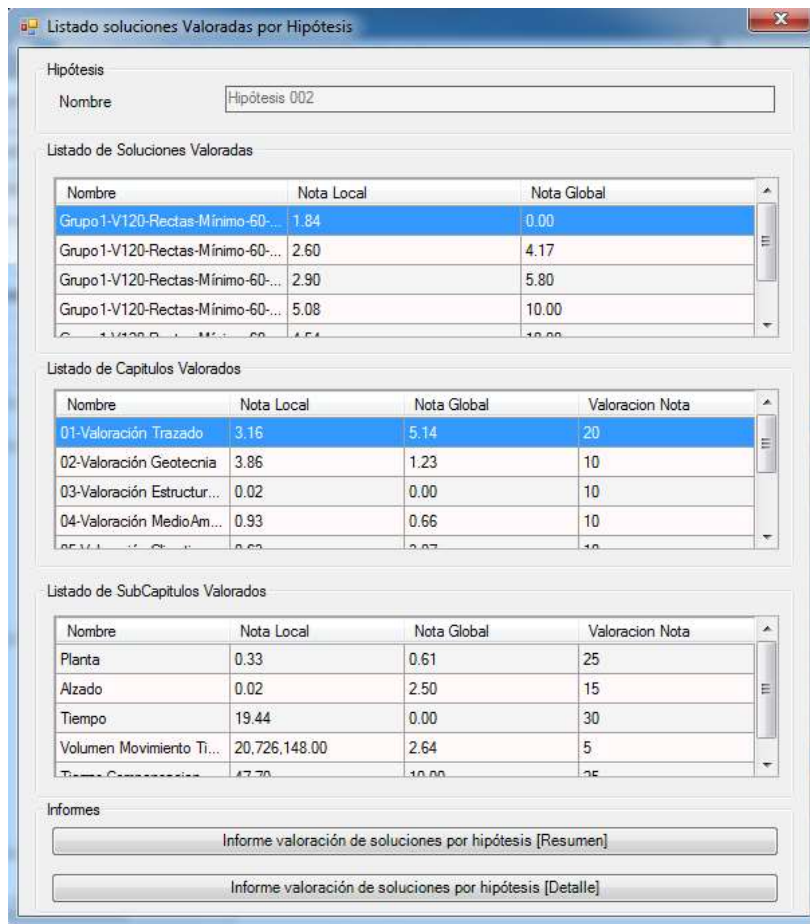 Listado soluciones Valoradas por Hipótesis
Hipótesis
Nombre Hipótesis 002
Listado de Soluciones Valoradas
Nombre Nota Local Nota Global
Grupo1-V120-Rectas-Mínimo-60-... 1.84 0.00
Grupo1-V120-Rectas-Mínimo-60-... 2.60 4.17
Grupo1-V120-Rectas-Mínimo-60-... 2.90 5.80
Grupo1-V120-Rectas-Mínimo-60-... 5.08 10.00
Listado de Capitulos Valorados
Nombre Nota Local Nota Global Valoracion Nota
01-Valoración Trazado 3.16 5.14 20
02-Valoración Geotecnia 3.86 1.23 10
03-Valoración Estructur... 0.02 0.00 10
04-Valoración MedioAm... 0.93 0.66 10
Listado de SubCapitulos Valorados
Nombre Nota Local Nota Global Valoracion Nota
Planta 0.33 0.61 25
Alzado 0.02 2.50 15
Tiempo 19.44 0.00 30
Volumen Movimiento Ti... 20,726,148.00 2.64 5
Informes
Informe valoración de soluciones por hipótesis [Resumen]
Informe valoración de soluciones por hipótesis [Detalle]